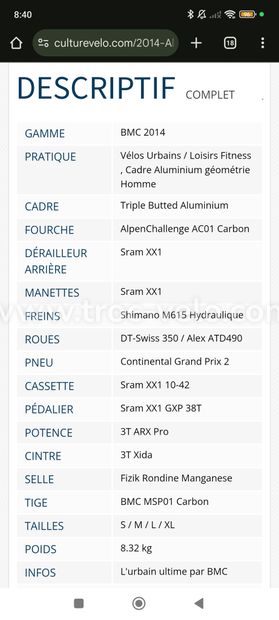 8:40
culturevelo.com/2014-Al
18
DESCRIPTIF COMPLET
GAMME BMC 2014
PRATIQUE Vélos Urbains / Loisirs Fitness
, Cadre Aluminium géométrie
Homme
CADRE Triple Butted Aluminium
FOURCHE AlpenChallenge AC01 Carbon
DÉRAILLEUR Sram XX1
ARRIÈRE
MANETTES Sram XX1
FREINS Shimano M615 Hydraulique
ROUES DT-Swiss 350 / Alex ATD490
PNEU Continental Grand Prix 2
CASSETTE Sram XX1 10-42
PÉDALIER Sram XX1 GXP 38T
POTENCE 3T ARX Pro
CINTRE 3T Xida
SELLE Fizik Rondine Manganese
TIGE BMC MSP01 Carbon
TAILLES S / M / L / XL
POIDS 8.32 kg
INFOS L'urbain ultime par BMC